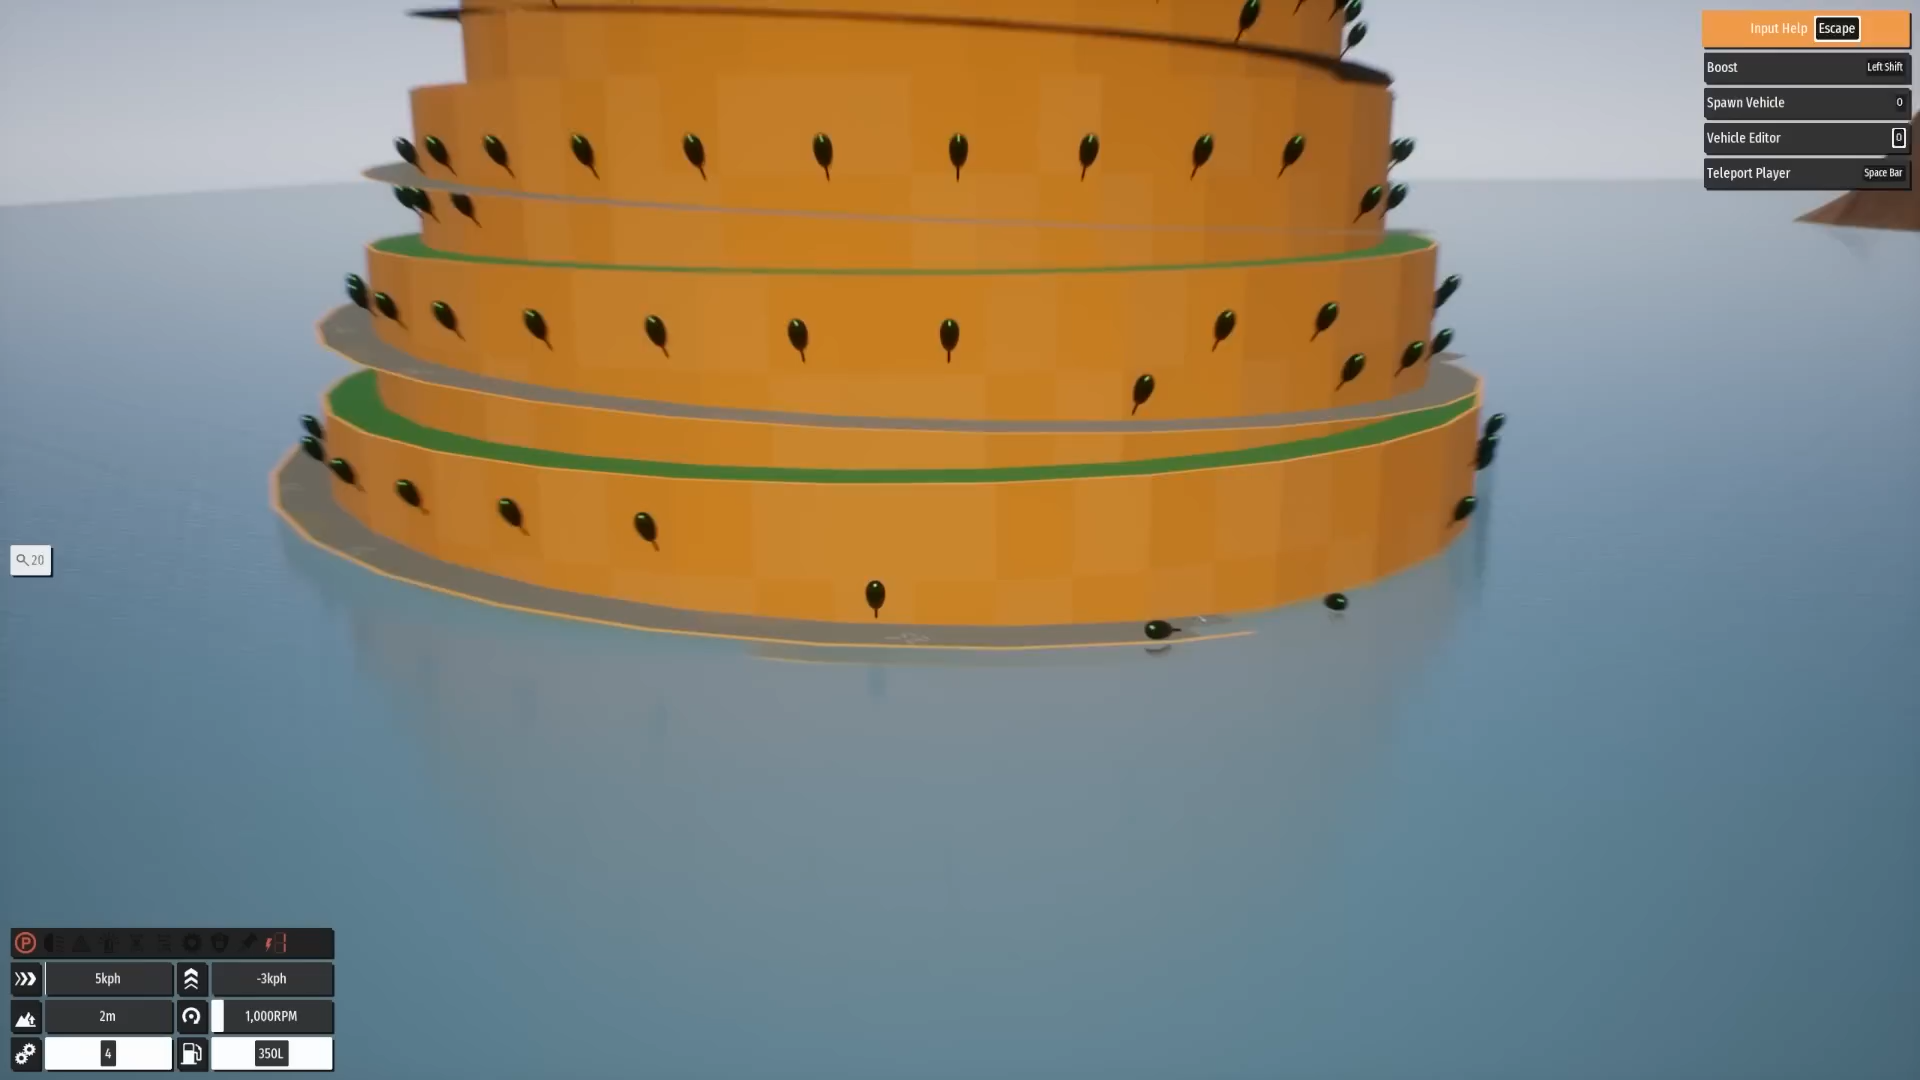 Input Help Escape
Boost Left Shift
Spawn Vehicle 0
Vehicle Editor 0
Teleport Player Space Bar
20
P
5kph -3kph
2m 1,000RPM
4 350L